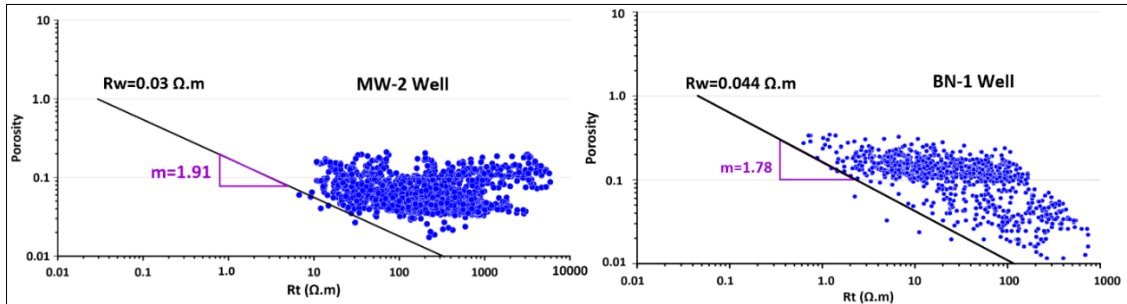 10
1.0
0.1
0.01
Porosity
Rw=0.03 Ω.m
MW-2 Well
m=1.91
0.01 0.1 1.0 10 100 1000 10000
Rt (Ω.m)
10
1.0
0.1
0.01
Porosity
Rw=0.044 Ω.m
BN-1 Well
m=1.78
0.01 0.1 1.0 10 100 1000
Rt (Ω.m)